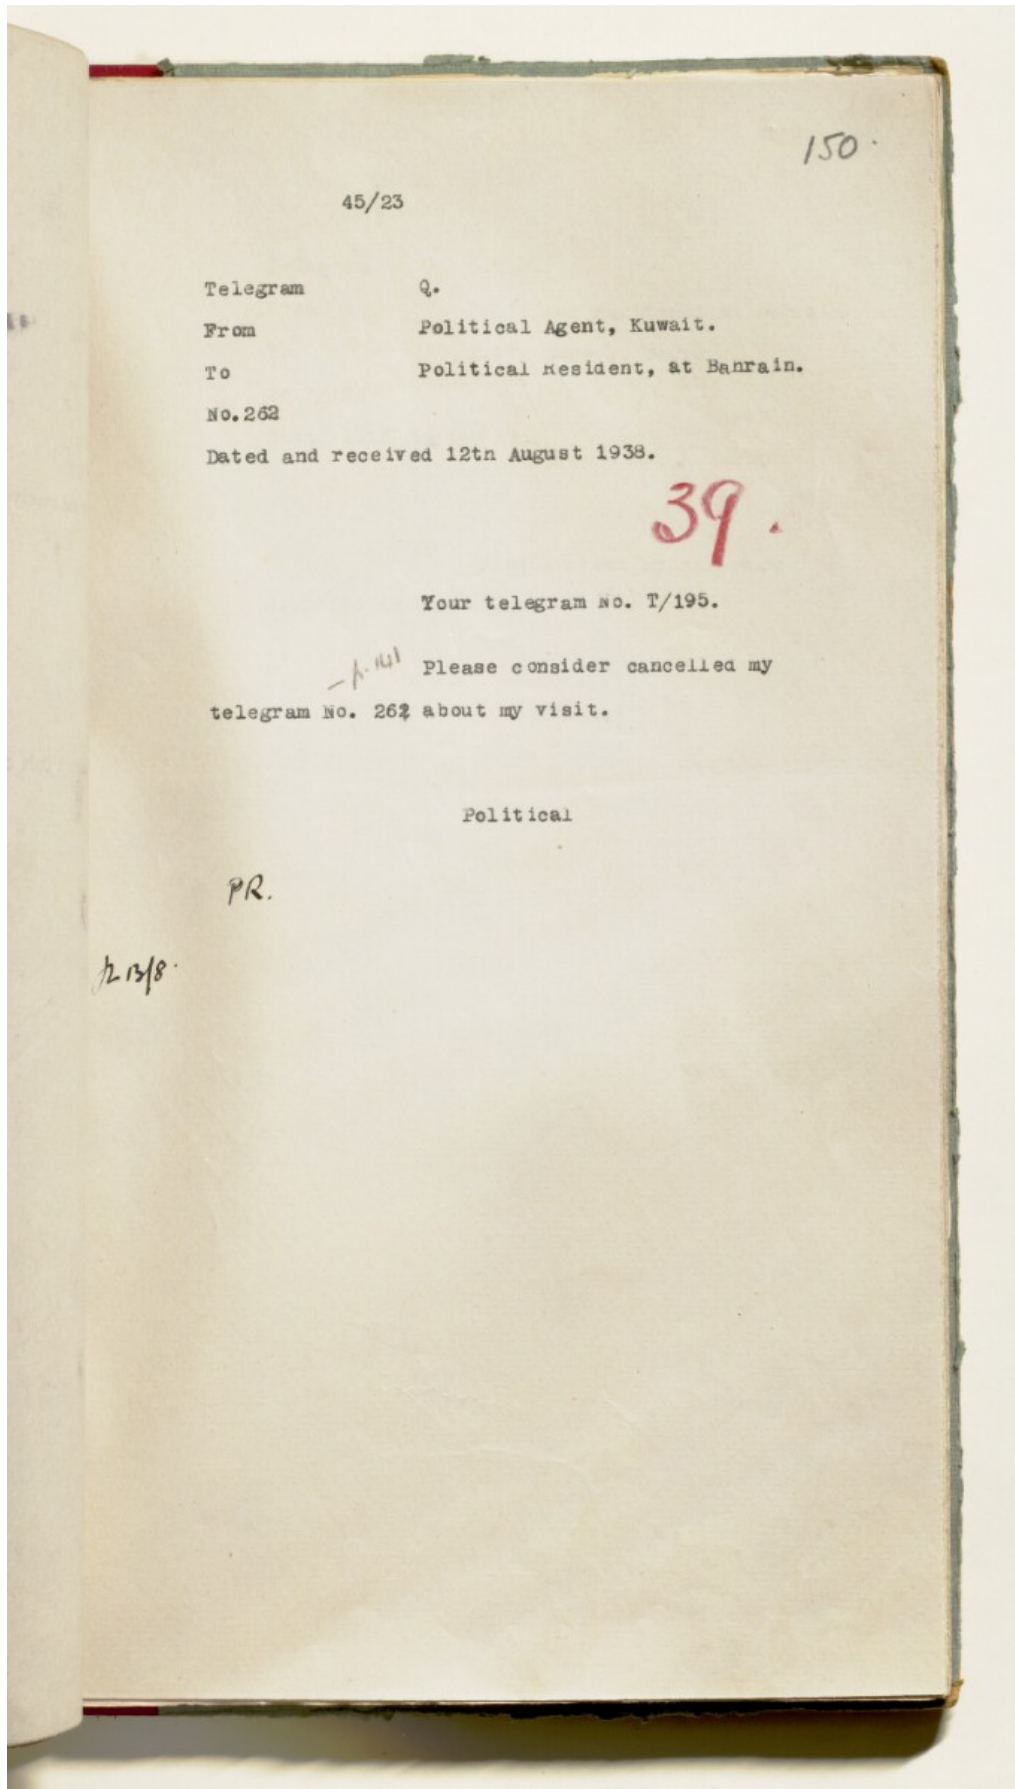 150.
45/23
Telegram Q.
From Political Agent, Kuwait.
To Political Resident, at Bahrain.
No.262
Dated and received 12th August 1938.
39.
Your telegram No. T/195.
Please consider cancelled my
telegram No. 262 about my visit.
Political
PR.
13/8.